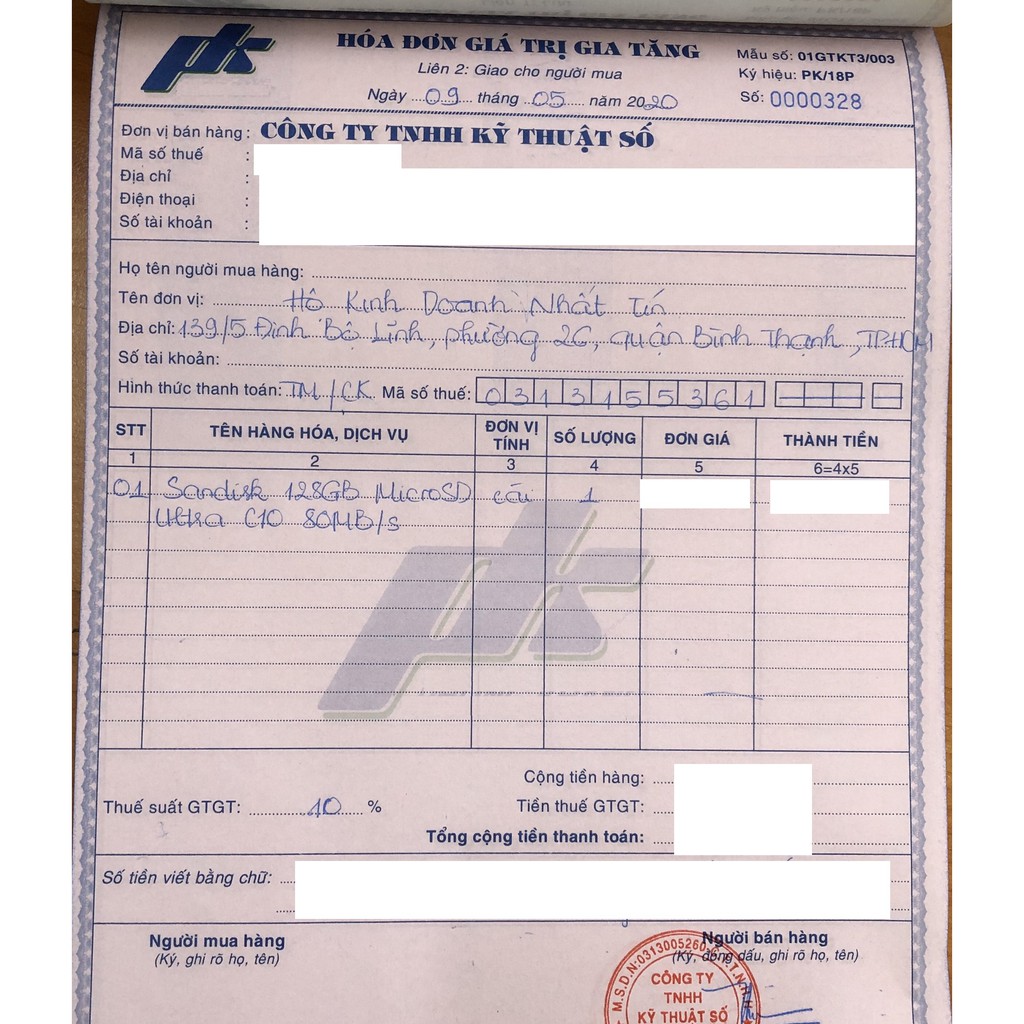 pk
HÓA ĐƠN GIÁ TRỊ GIA TĂNG
Liên 2: Giao cho người mua
Ngày 09 tháng 05 năm 2020
Mẫu số: 01GTKT3/003
Ký hiệu: PK/18P
Số: 0000328
Đơn vị bán hàng: CÔNG TY TNHH KỸ THUẬT SỐ
Mã số thuế :
Địa chỉ :
Điện thoại :
Số tài khoản :
Họ tên người mua hàng:
Tên đơn vị: Hộ Kinh Doanh Nhất Tín
Địa chỉ: 139/5 Đinh Bộ Lĩnh, phường 26, quận Bình Thạnh, TPHCM
Số tài khoản:
Hình thức thanh toán: TM/CK Mã số thuế: 0313155361
STT TÊN HÀNG HÓA, DỊCH VỤ ĐƠN VỊ TÍNH SỐ LƯỢNG ĐƠN GIÁ THÀNH TIỀN
1 2 3 4 5 6=4x5
01 Sandisk 128GB MicroSD cái 1
Ultra C10 80MB/s
pk
Cộng tiền hàng:
Thuế suất GTGT: 10 % Tiền thuế GTGT:
Tổng cộng tiền thanh toán:
Số tiền viết bằng chữ:
Người mua hàng Người bán hàng
(Ký, ghi rõ họ, tên) (Ký, đóng dấu, ghi rõ họ, tên)
M.S.D.N:0313005260
CÔNG TY
TNHH
KỸ THUẬT SỐ